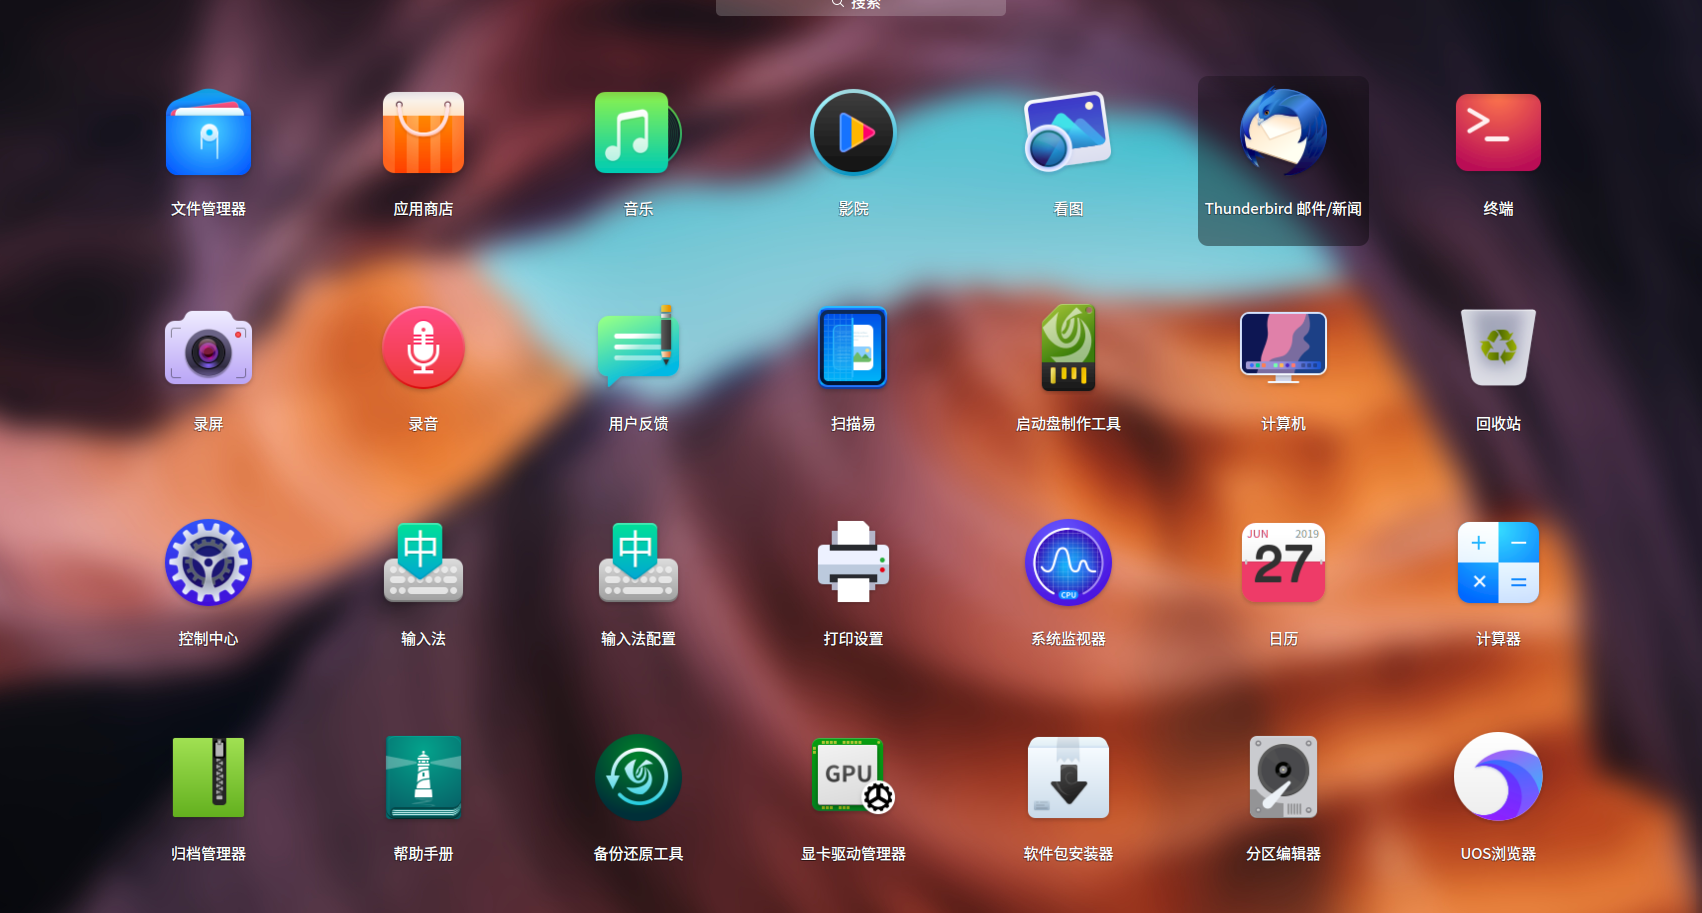 搜索
文件管理器
应用商店
音乐
影院
看图
Thunderbird 邮件/新闻
终端
录屏
录音
用户反馈
扫描易
启动盘制作工具
计算机
回收站
中
中
CPU
JUN 2019
27
控制中心
输入法
输入法配置
打印设置
系统监视器
日历
计算器
GPU
归档管理器
帮助手册
备份还原工具
显卡驱动管理器
软件包安装器
分区编辑器
UOS浏览器